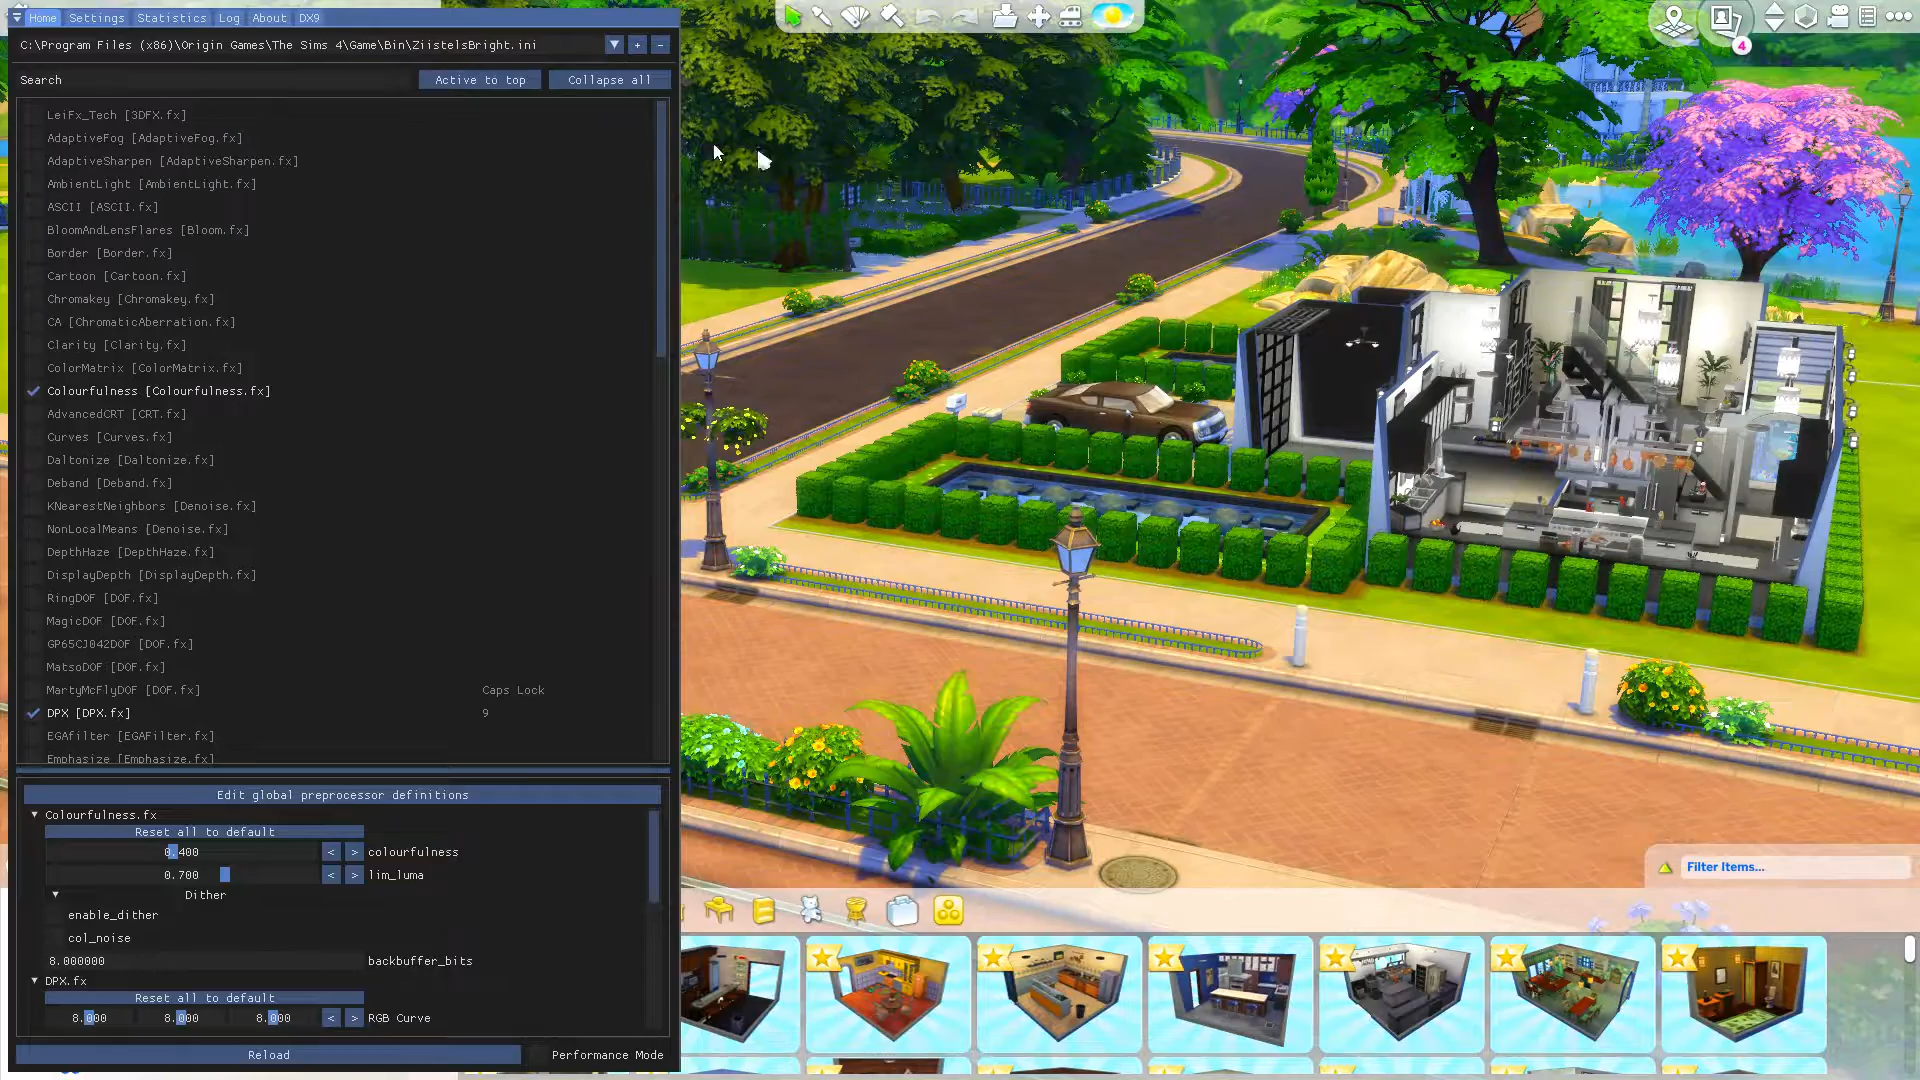 Home Settings Statistics Log About DX9
C:\Program Files (x86)\Origin Games\The Sims 4\Game\Bin\ZiistelsBright.ini
+ -
Search Active to top Collapse all
LeiFx_Tech [3DFX.fx]
AdaptiveFog [AdaptiveFog.fx]
AdaptiveSharpen [AdaptiveSharpen.fx]
AmbientLight [AmbientLight.fx]
ASCII [ASCII.fx]
BloomAndLensFlares [Bloom.fx]
Border [Border.fx]
Cartoon [Cartoon.fx]
Chromakey [Chromakey.fx]
CA [ChromaticAberration.fx]
Clarity [Clarity.fx]
ColorMatrix [ColorMatrix.fx]
Colourfulness [Colourfulness.fx]
AdvancedCRT [CRT.fx]
Curves [Curves.fx]
Daltonize [Daltonize.fx]
Deband [Deband.fx]
KNearestNeighbors [Denoise.fx]
NonLocalMeans [Denoise.fx]
DepthHaze [DepthHaze.fx]
DisplayDepth [DisplayDepth.fx]
RingDOF [DOF.fx]
MagicDOF [DOF.fx]
GP65CJ042DOF [DOF.fx]
MatsoDOF [DOF.fx]
MartyMcFlyDOF [DOF.fx] Caps Lock
DPX [DPX.fx] 9
EGAfilter [EGAFilter.fx]
Emphasize [Emphasize.fx]
Edit global preprocessor definitions
Colourfulness.fx
Reset all to default
0.400 < > colourfulness
0.700 < > lim_luma
Dither
enable_dither
col_noise
8.000000 backbuffer_bits
DPX.fx
Reset all to default
8.000 8.000 8.000 < > RGB Curve
Reload Performance Mode
4
Filter Items...